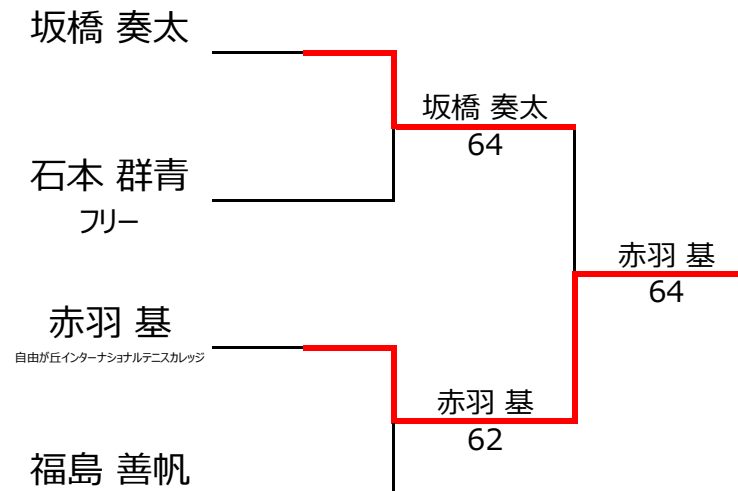 坂橋 奏太
坂橋 奏太
64
石本 群青
フリー
赤羽 基
64
赤羽 基
自由が丘インターナショナルテニスカレッジ
赤羽 基
62
福島 善帆